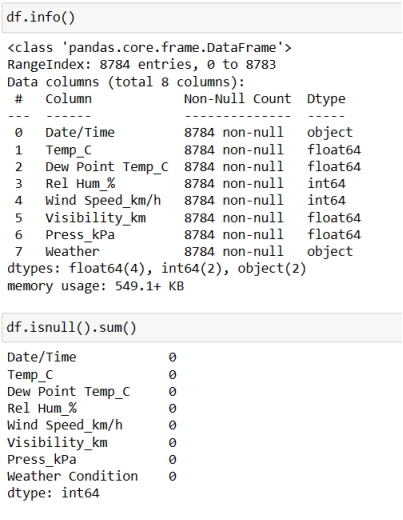 df.info()
<class 'pandas.core.frame.DataFrame'>
RangeIndex: 8784 entries, 0 to 8783
Data columns (total 8 columns):
 #   Column            Non-Null Count  Dtype
---  ------            --------------  -----
 0   Date/Time         8784 non-null   object
 1   Temp_C            8784 non-null   float64
 2   Dew Point Temp_C  8784 non-null   float64
 3   Rel Hum_%         8784 non-null   int64
 4   Wind Speed_km/h   8784 non-null   int64
 5   Visibility_km     8784 non-null   float64
 6   Press_kPa         8784 non-null   float64
 7   Weather           8784 non-null   object
dtypes: float64(4), int64(2), object(2)
memory usage: 549.1+ KB
df.isnull().sum()
Date/Time            0
Temp_C               0
Dew Point Temp_C     0
Rel Hum_%            0
Wind Speed_km/h      0
Visibility_km        0
Press_kPa            0
Weather Condition    0
dtype: int64